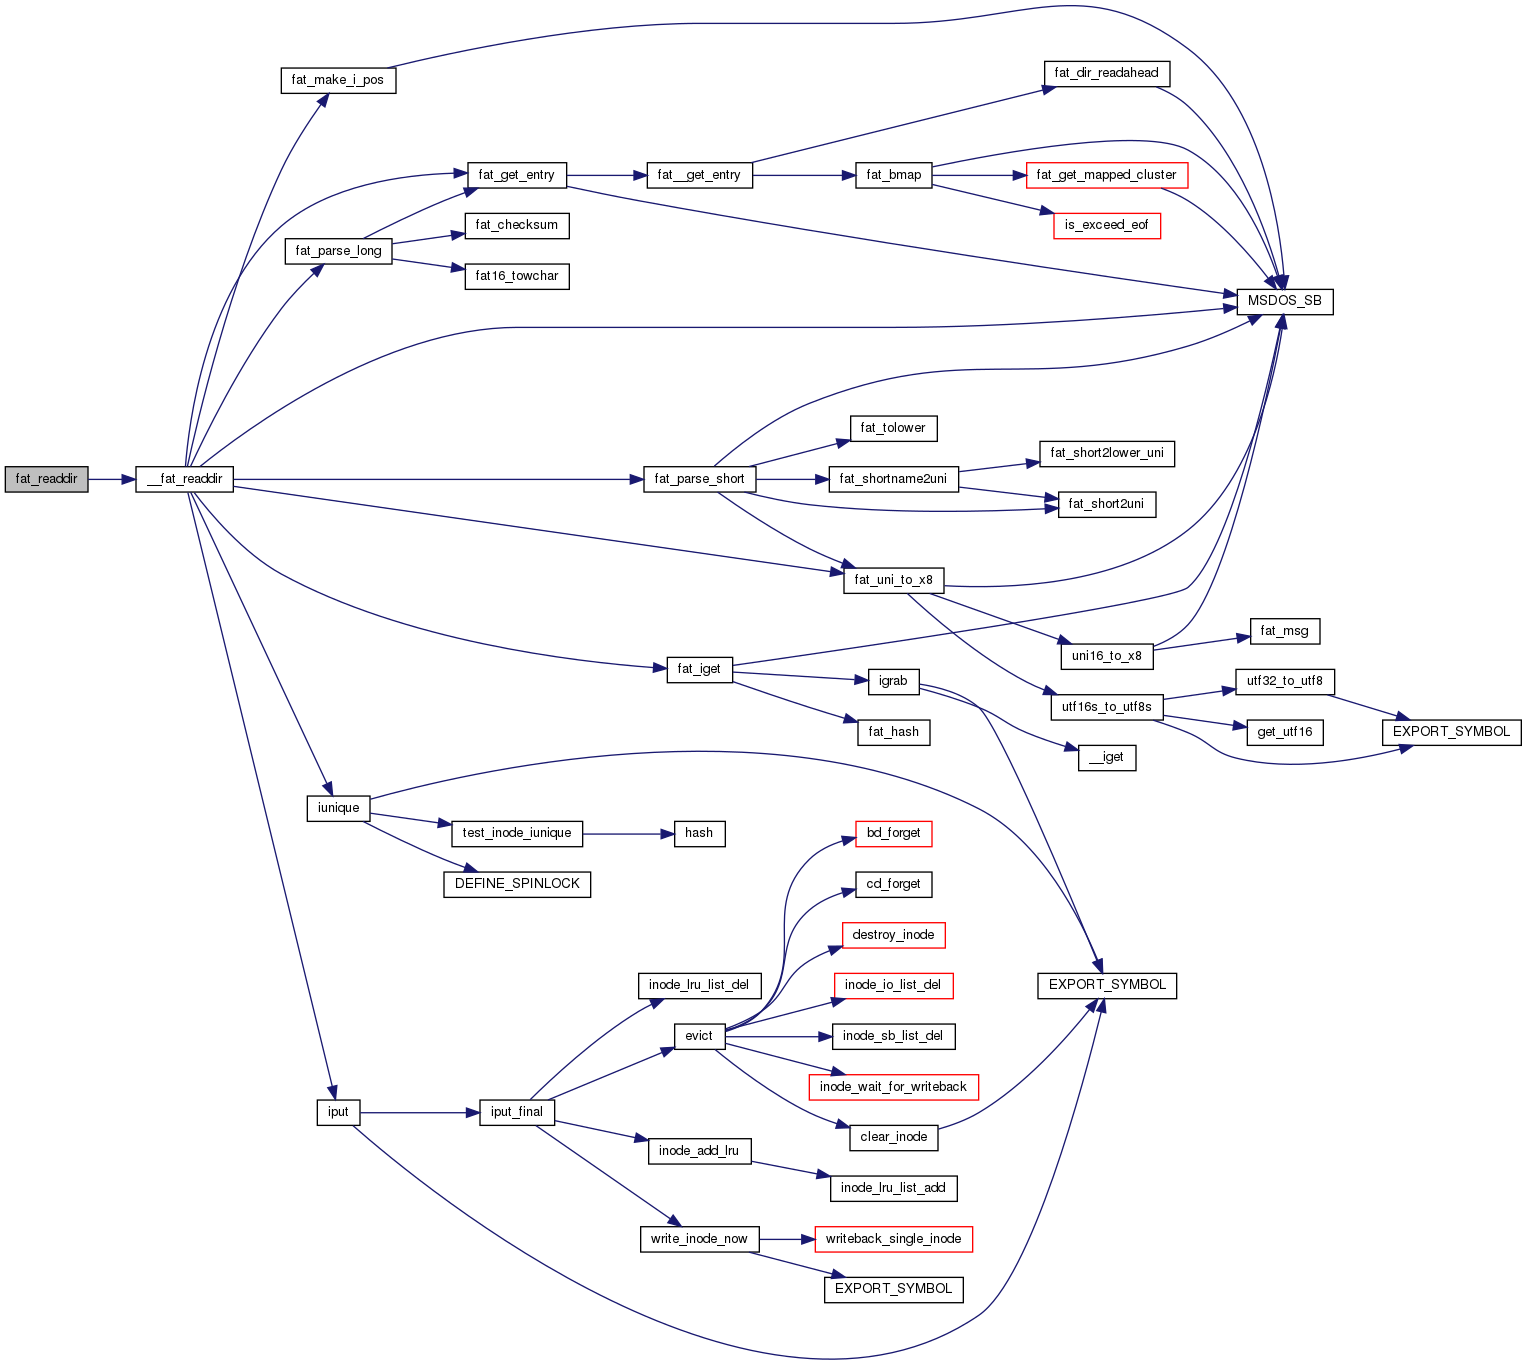 fat_make_i_pos
fat_dir_readahead
fat_get_entry
fat__get_entry
fat_bmap
fat_get_mapped_cluster
fat_checksum
is_exceed_eof
fat_parse_long
fat16_towchar
MSDOS_SB
fat_tolower
fat_short2lower_uni
fat_readdir
__fat_readdir
fat_parse_short
fat_shortname2uni
fat_short2uni
fat_uni_to_x8
fat_msg
uni16_to_x8
fat_iget
igrab
utf32_to_utf8
utf16s_to_utf8s
fat_hash
get_utf16
EXPORT_SYMBOL
__iget
iunique
test_inode_iunique
hash
bd_forget
DEFINE_SPINLOCK
cd_forget
destroy_inode
inode_lru_list_del
inode_io_list_del
EXPORT_SYMBOL
evict
inode_sb_list_del
inode_wait_for_writeback
iput
iput_final
clear_inode
inode_add_lru
inode_lru_list_add
write_inode_now
writeback_single_inode
EXPORT_SYMBOL